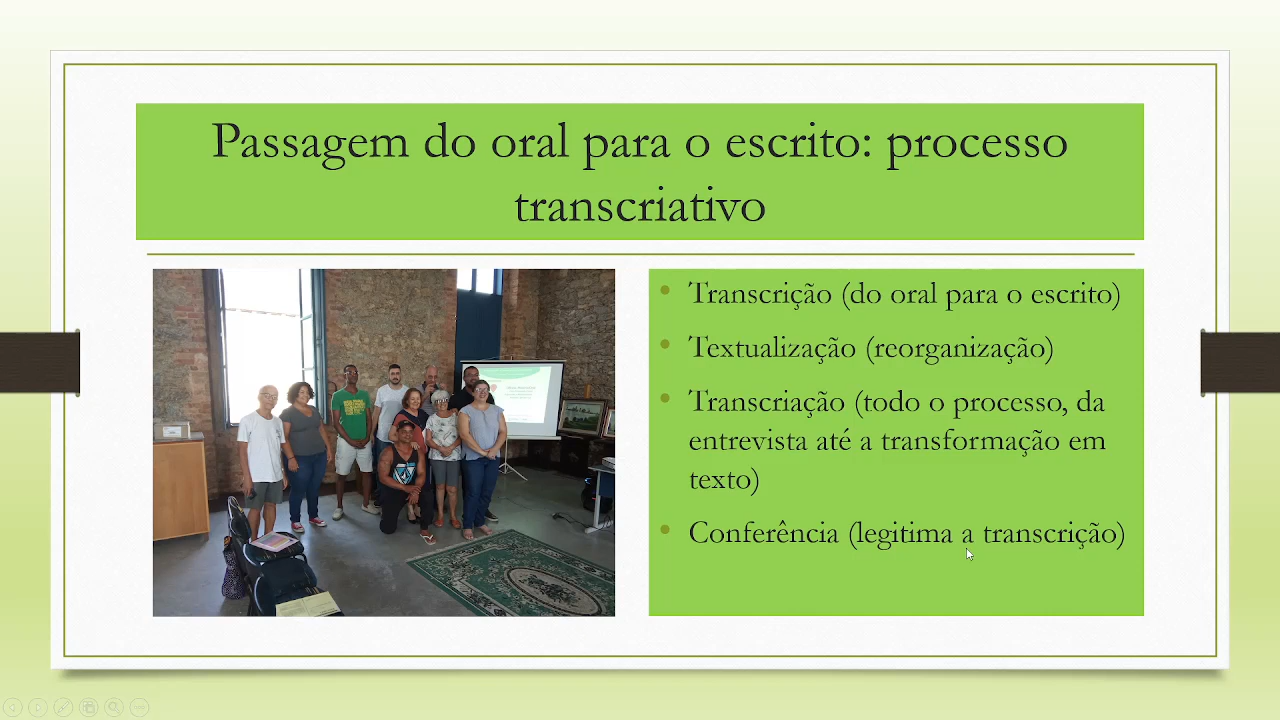 Passagem do oral para o escrito: processo
transcriativo
• Transcrição (do oral para o escrito)
• Textualização (reorganização)
• Transcriação (todo o processo, da
entrevista até a transformação em
texto)
• Conferência (legitima a transcrição)